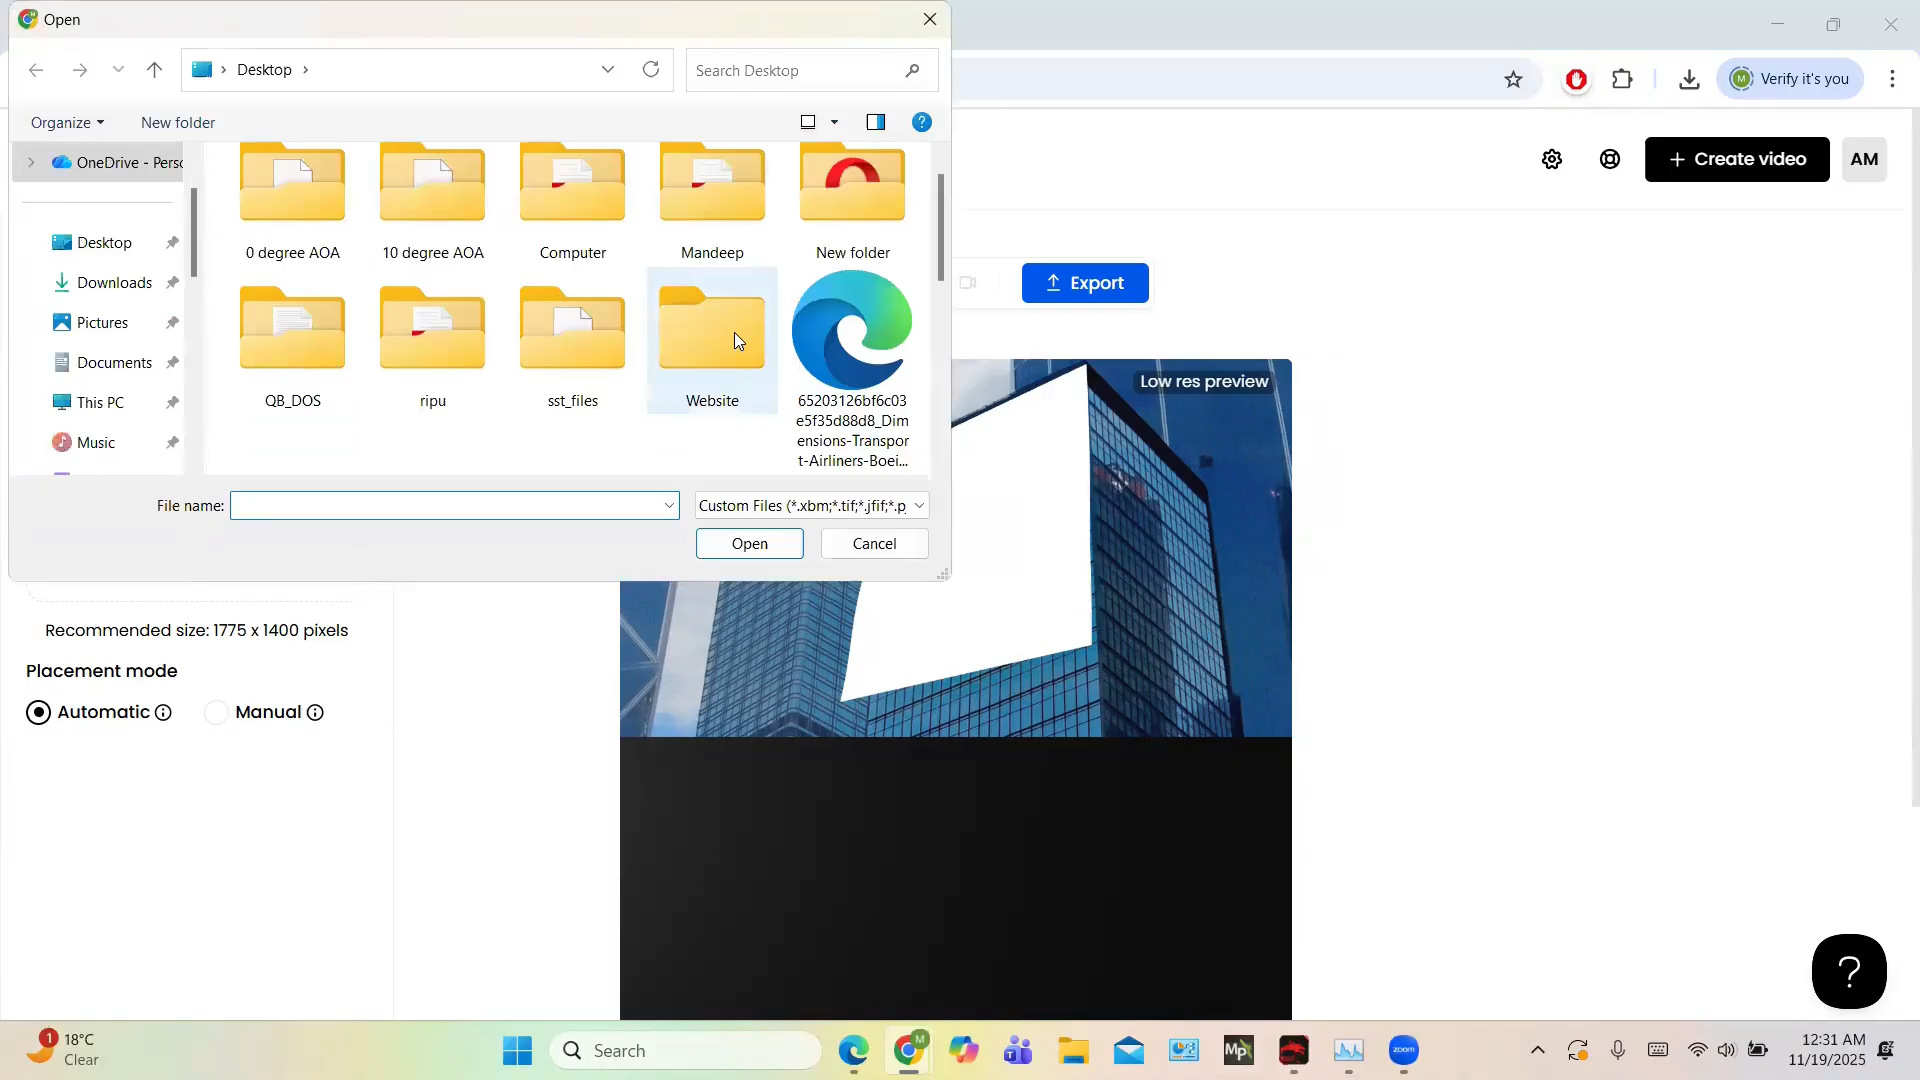 Open
Desktop
Search Desktop
Verify it's you
M
Organize
New folder
?
OneDrive - Perso
Desktop
Downloads
Pictures
Documents
This PC
Music
0 degree AOA
10 degree AOA
Computer
Mandeep
New folder
QB_DOS
ripu
sst_files
Website
65203126bf6c03
e5f35d88d8_Dim
ensions-Transpor
t-Airliners-Boei...
File name:
Custom Files (*.xbm;*.tif;*.jfif;*.p
Open
Cancel
+ Create video
AM
Export
Low res preview
Recommended size: 1775 x 1400 pixels
Placement mode
Automatic
Manual
?
1
18°C
Clear
Search
M
Mp
zoom
12:31 AM
11/19/2025